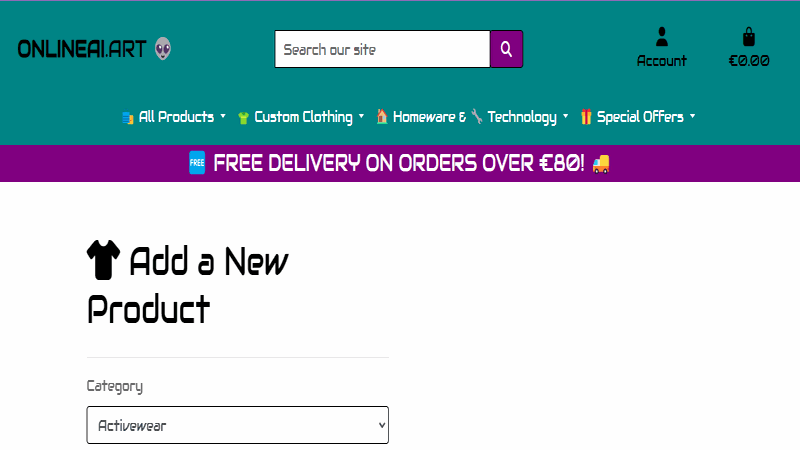 ONLINEAI.ART
Search our site
Account
€0.00
All Products
Custom Clothing
Homeware & Technology
Special Offers
FREE FREE DELIVERY ON ORDERS OVER €80!
Add a New
Product
Category
Activewear